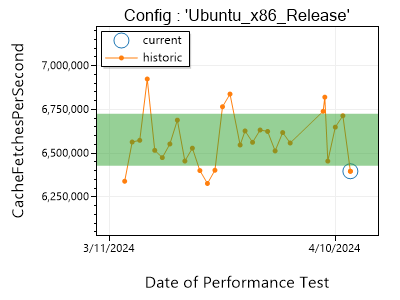 Config : 'Ubuntu_x86_Release'
current
historic
CacheFetchesPerSecond
7,000,000
6,750,000
6,500,000
6,250,000
3/11/2024
4/10/2024
Date of Performance Test